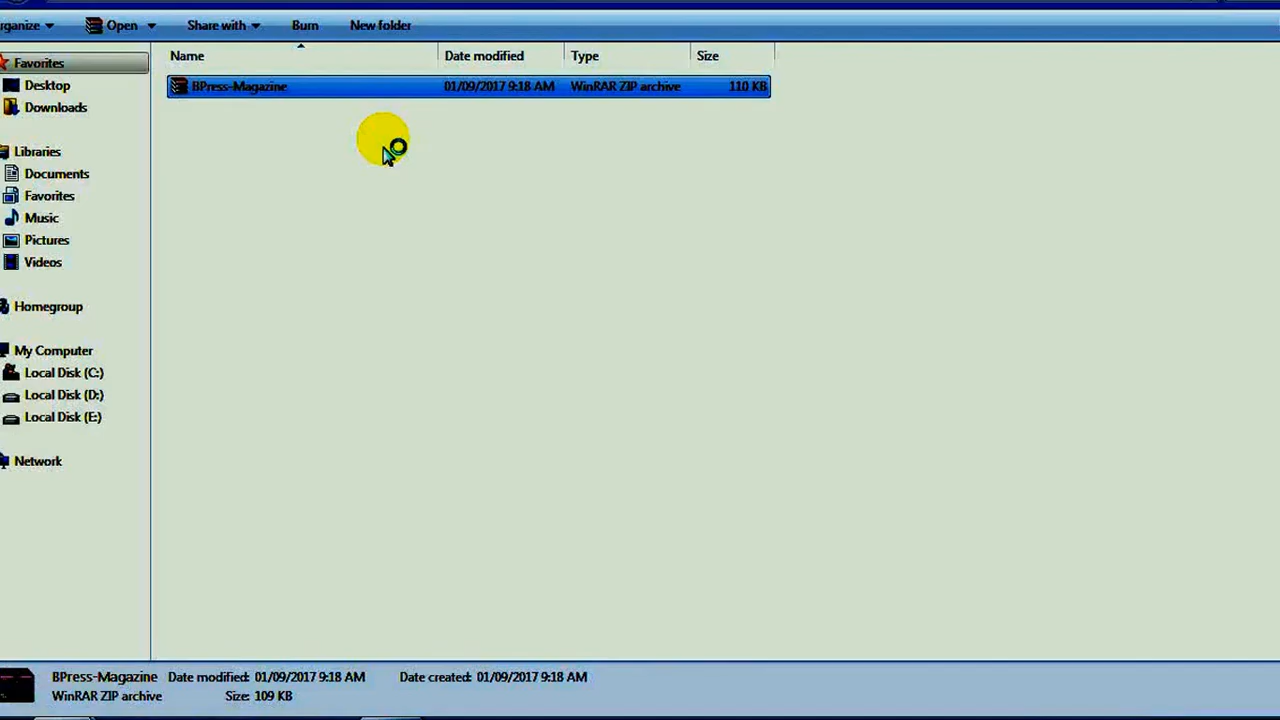 rganize Open Share with Burn New folder
Name Date modified Type Size
Favorites
BPress-Magazine 01/09/2017 9:18 AM WinRAR ZIP archive 110 KB
Desktop
Downloads
Libraries
Documents
Favorites
Music
Pictures
Videos
Homegroup
My Computer
Local Disk (C:)
Local Disk (D:)
Local Disk (E:)
Network
BPress-Magazine Date modified: 01/09/2017 9:18 AM Date created: 01/09/2017 9:18 AM
WinRAR ZIP archive Size: 109 KB